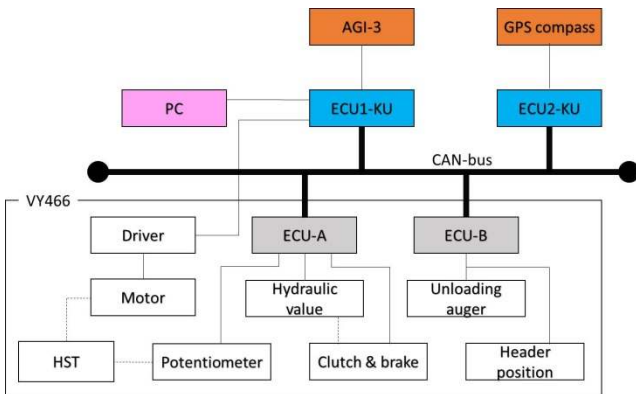 AGI-3
GPS compass
PC
ECU1-KU
ECU2-KU
CAN-bus
VY466
Driver
ECU-A
ECU-B
Motor
Hydraulic
value
Unloading
auger
HST
Potentiometer
Clutch & brake
Header
position